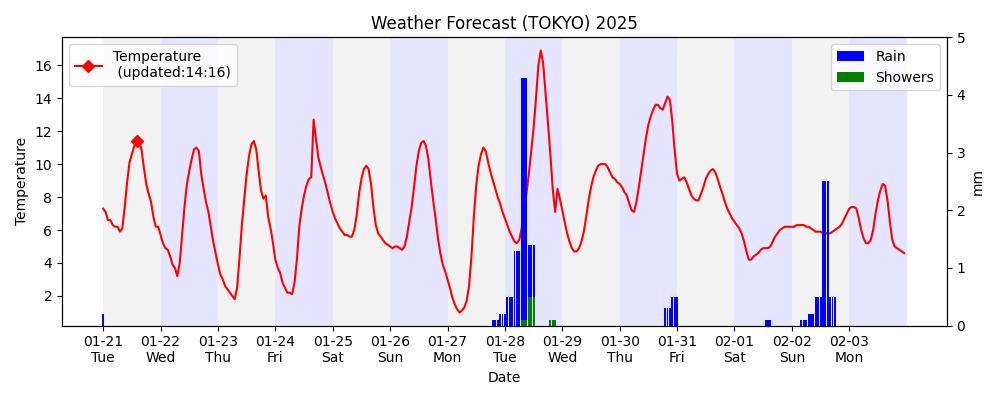 Weather Forecast (TOKYO) 2025
Temperature
(updated:14:16)
Rain
Showers
Temperature
16
14
12
10
8
6
4
2
5
4
3
2
1
0
mm
01-21 01-22 01-23 01-24 01-25 01-26 01-27 01-28 01-29 01-30 01-31 02-01 02-02 02-03
Tue Wed Thu Fri Sat Sun Mon Tue Wed Thu Fri Sat Sun Mon
Date